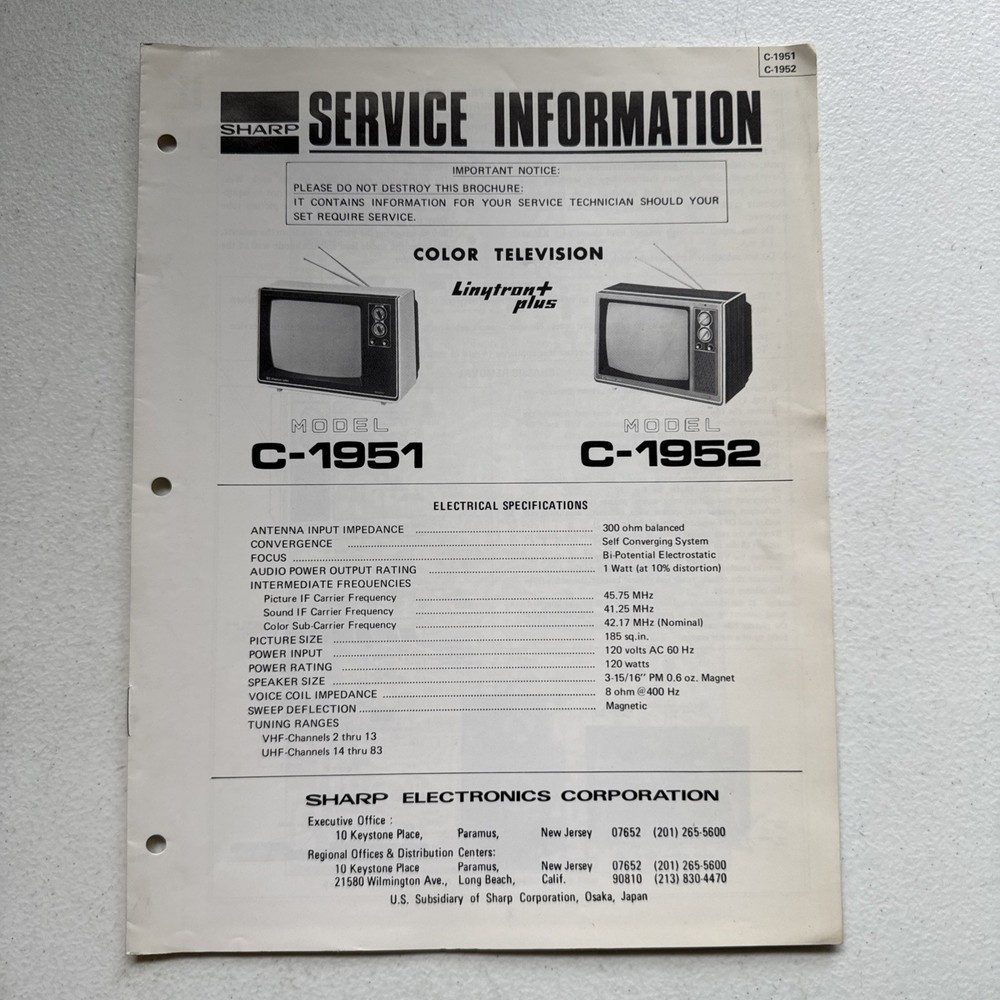 C-1951
C-1952
SHARP SERVICE INFORMATION
IMPORTANT NOTICE:
PLEASE DO NOT DESTROY THIS BROCHURE:
IT CONTAINS INFORMATION FOR YOUR SERVICE TECHNICIAN SHOULD YOUR
SET REQUIRE SERVICE.
COLOR TELEVISION
Linytron+
plus
MODEL
C-1951
MODEL
C-1952
ELECTRICAL SPECIFICATIONS
ANTENNA INPUT IMPEDANCE ........ 300 ohm balanced
CONVERGENCE ........ Self Converging System
FOCUS ........ Bi-Potential Electrostatic
AUDIO POWER OUTPUT RATING ........ 1 Watt (at 10% distortion)
INTERMEDIATE FREQUENCIES
Picture IF Carrier Frequency ........ 45.75 MHz
Sound IF Carrier Frequency ........ 41.25 MHz
Color Sub-Carrier Frequency ........ 42.17 MHz (Nominal)
PICTURE SIZE ........ 185 sq.in.
POWER INPUT ........ 120 volts AC 60 Hz
POWER RATING ........ 120 watts
SPEAKER SIZE ........ 3-15/16" PM 0.6 oz. Magnet
VOICE COIL IMPEDANCE ........ 8 ohm @ 400 Hz
SWEEP DEFLECTION ........ Magnetic
TUNING RANGES
VHF-Channels 2 thru 13
UHF-Channels 14 thru 83
SHARP ELECTRONICS CORPORATION
Executive Office :
10 Keystone Place, Paramus, New Jersey 07652 (201) 265-5600
Regional Offices & Distribution Centers:
10 Keystone Place Paramus, New Jersey 07652 (201) 265-5600
21580 Wilmington Ave., Long Beach, Calif. 90810 (213) 830-4470
U.S. Subsidiary of Sharp Corporation, Osaka, Japan